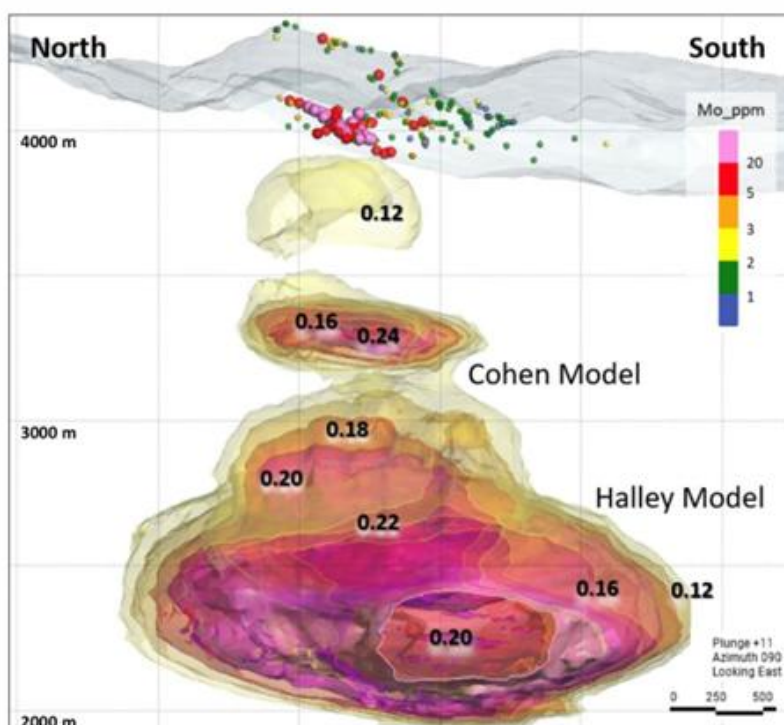 North
South
Mo_ppm
20
5
3
2
1
4000 m
0.12
0.16
0.24
Cohen Model
0.18
3000 m
0.20
Halley Model
0.22
0.16
0.12
0.20
Plunge +11
Azimuth 090
Looking East
0 250 500
2000 m